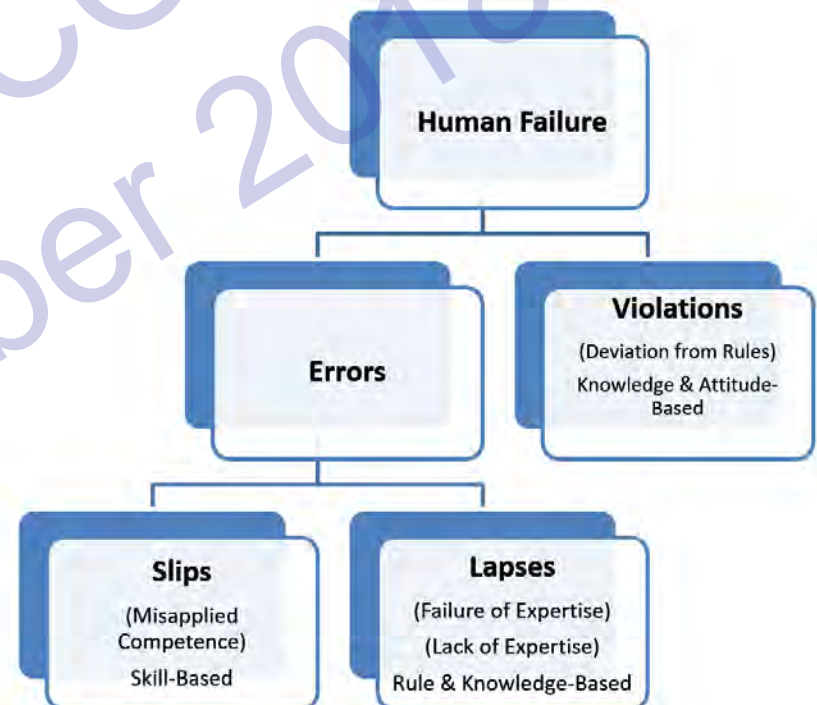 Human Failure
Errors
Violations
(Deviation from Rules)
Knowledge & Attitude-
Based
Slips
(Misapplied
Competence)
Skill-Based
Lapses
(Failure of Expertise)
(Lack of Expertise)
Rule & Knowledge-Based